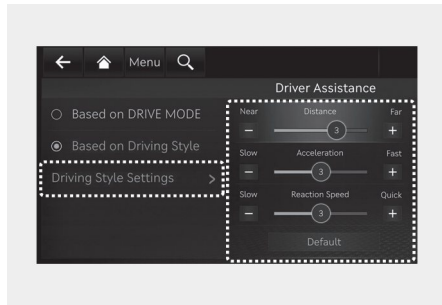 Menu
Driver Assistance
Based on DRIVE MODE
Based on Driving Style
Driving Style Settings >
Near Distance Far
− 3 +
Slow Acceleration Fast
− 3 +
Slow Reaction Speed Quick
− 3 +
Default